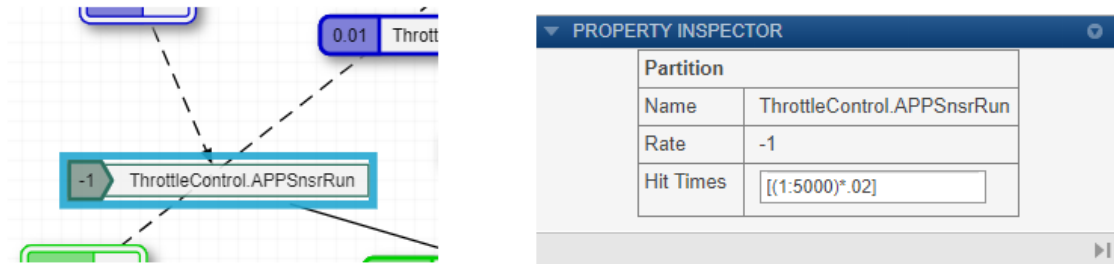 0.01 Thrott
-1 ThrottleControl.APPSnsrRun
PROPERTY INSPECTOR
Partition
Name ThrottleControl.APPSnsrRun
Rate -1
Hit Times [(1:5000)*.02]